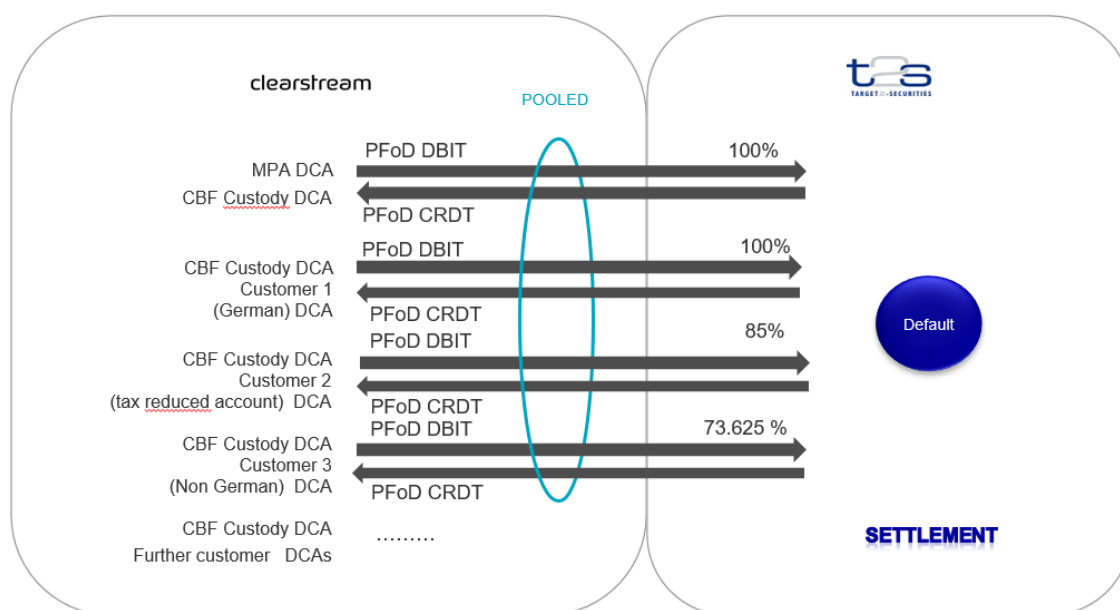 clearstream
t2s
TARGET2-SECURITIES
POOLED
PFoD DBIT
100%
MPA DCA
CBF Custody DCA
PFoD CRDT
PFoD DBIT
100%
CBF Custody DCA
Customer 1
(German) DCA
PFoD CRDT
PFoD DBIT
85%
CBF Custody DCA
Customer 2
(tax reduced account) DCA
PFoD CRDT
PFoD DBIT
73.625 %
CBF Custody DCA
Customer 3
(Non German) DCA
PFoD CRDT
CBF Custody DCA
.........
Further customer DCAs
Default
SETTLEMENT